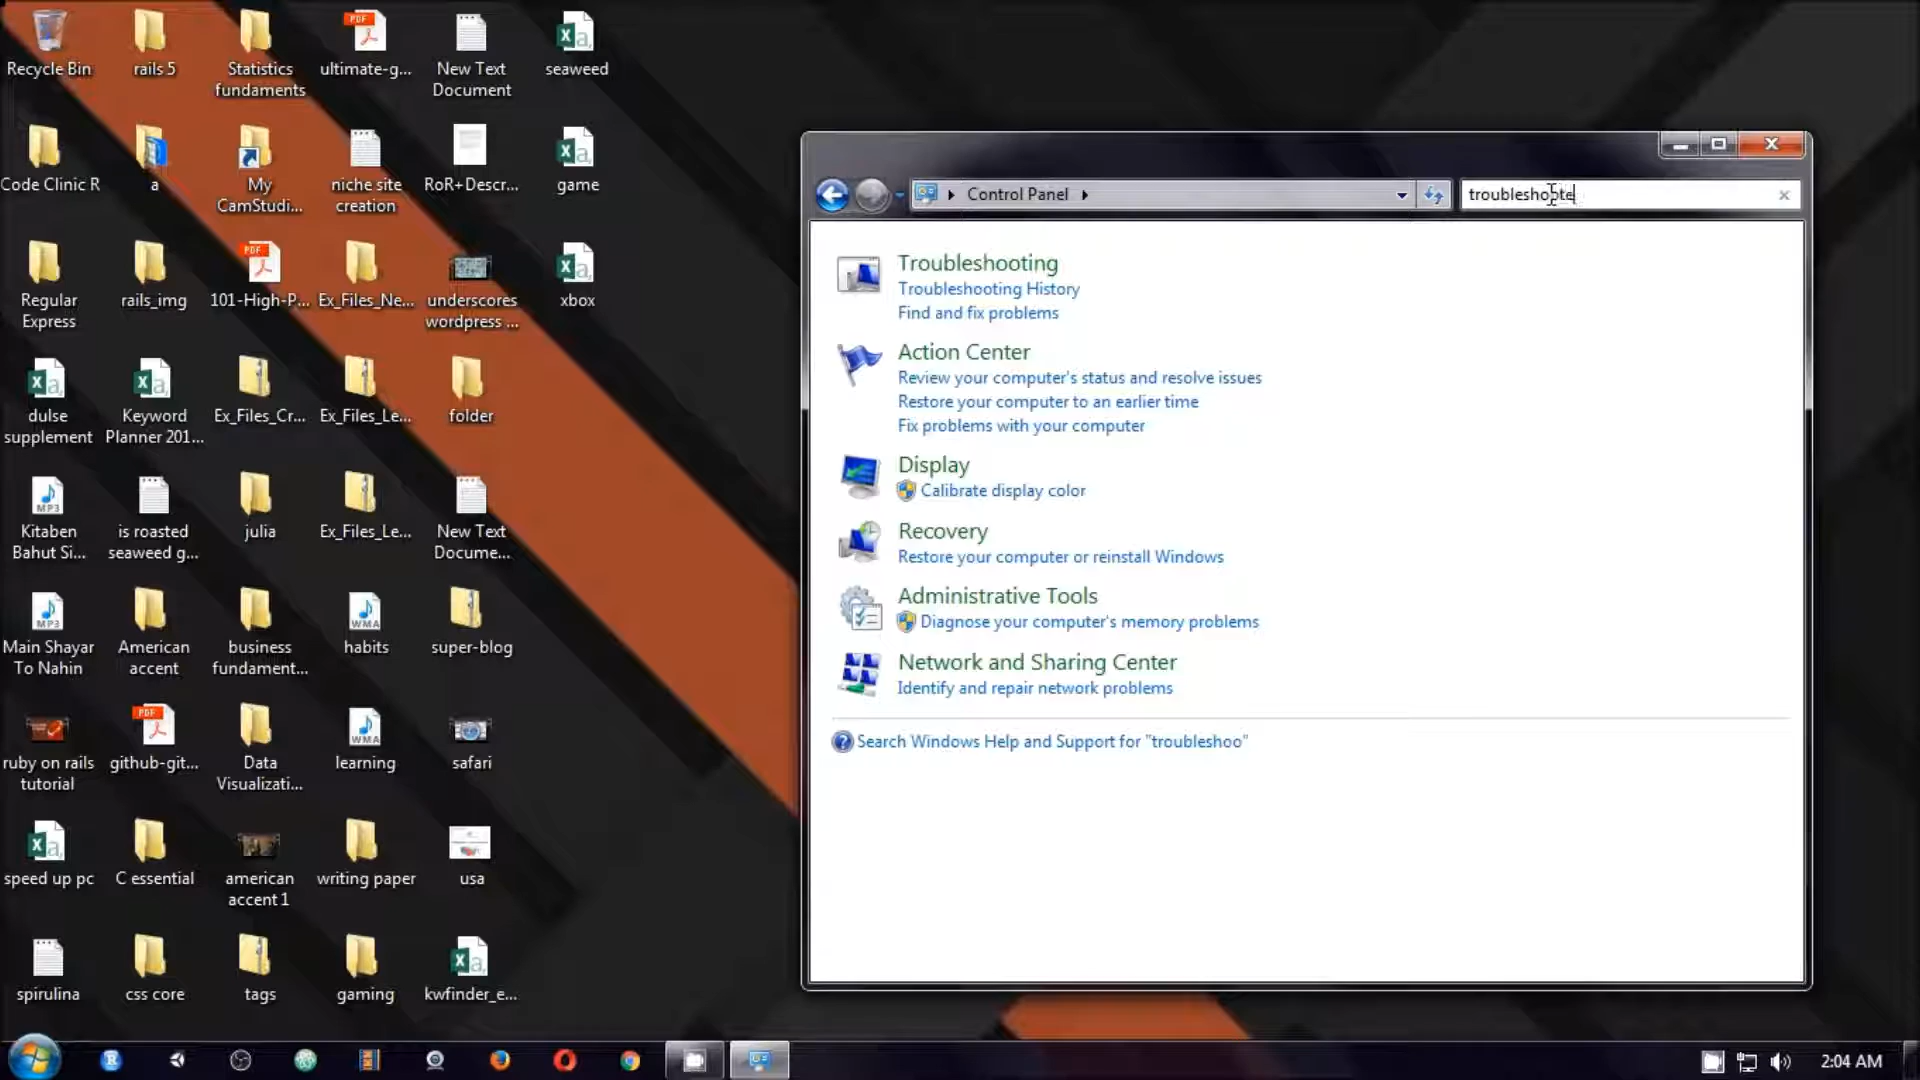 Recycle Bin
rails 5
Statistics
fundaments
ultimate-g...
New Text
Document
seaweed
Code Clinic R
a
My
CamStudi...
niche site
creation
RoR+Descr...
game
Regular
Express
rails_img
101-High-P...
Ex_Files_Ne...
underscores
wordpress ...
xbox
dulse
supplement
Keyword
Planner 201...
Ex_Files_Cr...
Ex_Files_Le...
folder
Kitaben
Bahut Si...
is roasted
seaweed g...
julia
Ex_Files_Le...
New Text
Docume...
Main Shayar
To Nahin
American
accent
business
fundament...
habits
super-blog
ruby on rails
tutorial
github-git...
Data
Visualizati...
learning
safari
speed up pc
C essential
american
accent 1
writing paper
usa
spirulina
css core
tags
gaming
kwfinder_e...
Control Panel
troubleshoote
Troubleshooting
Troubleshooting History
Find and fix problems
Action Center
Review your computer's status and resolve issues
Restore your computer to an earlier time
Fix problems with your computer
Display
Calibrate display color
Recovery
Restore your computer or reinstall Windows
Administrative Tools
Diagnose your computer's memory problems
Network and Sharing Center
Identify and repair network problems
Search Windows Help and Support for "troubleshoo"
2:04 AM